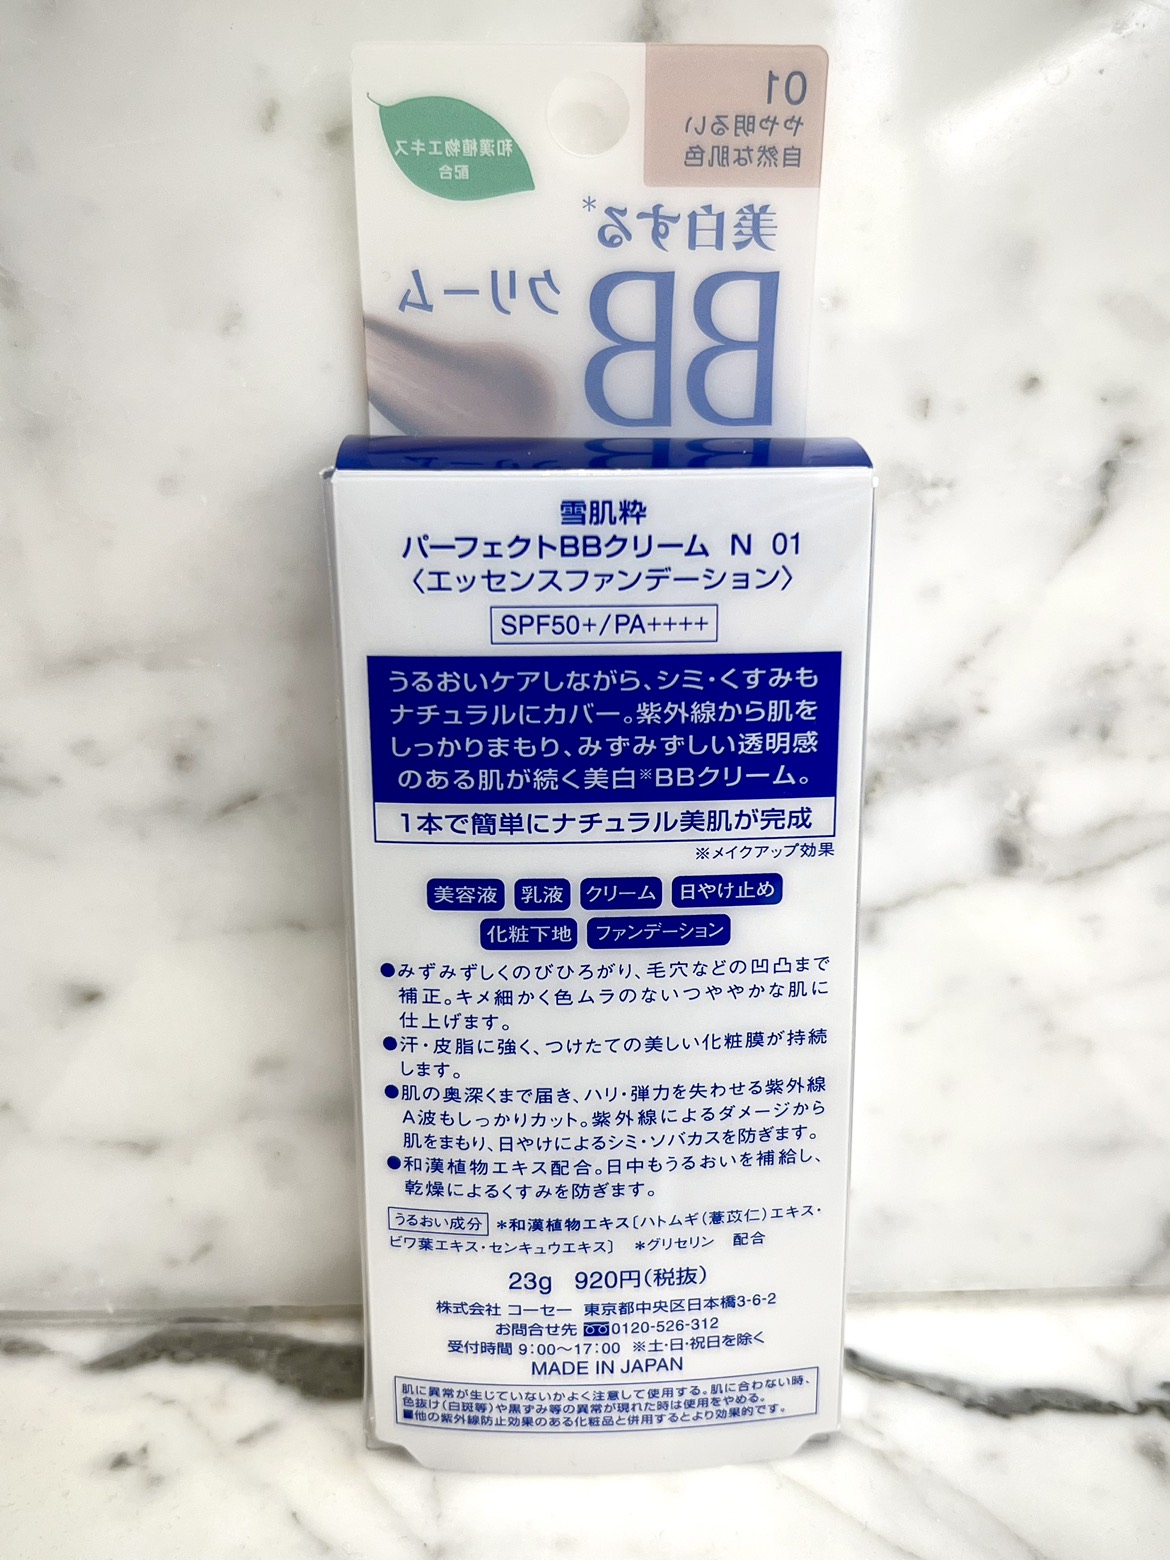 01
やや明るい
自然な肌色
和漢植物エキス
配合
美白する*
BBクリーム
雪肌粋
パーフェクトBBクリーム N 01
〈エッセンスファンデーション〉
SPF50+/PA++++
うるおいケアしながら、シミ・くすみも
ナチュラルにカバー。紫外線から肌を
しっかりまもり、みずみずしい透明感
のある肌が続く美白※BBクリーム。
1本で簡単にナチュラル美肌が完成
※メイクアップ効果
美容液 乳液 クリーム 日やけ止め
化粧下地 ファンデーション
●みずみずしくのびひろがり、毛穴などの凹凸まで
補正。キメ細かく色ムラのないつややかな肌に
仕上げます。
●汗・皮脂に強く、つけたての美しい化粧膜が持続
します。
●肌の奥深くまで届き、ハリ・弾力を失わせる紫外線
A波もしっかりカット。紫外線によるダメージから
肌をまもり、日やけによるシミ・ソバカスを防ぎます。
●和漢植物エキス配合。日中もうるおいを補給し、
乾燥によるくすみを防ぎます。
うるおい成分 *和漢植物エキス〔ハトムギ(薏苡仁)エキス・
ビワ葉エキス・センキュウエキス〕 *グリセリン 配合
23g 920円(税抜)
株式会社 コーセー 東京都中央区日本橋3-6-2
お問合せ先 0120-526-312
受付時間 9:00〜17:00 ※土・日・祝日を除く
MADE IN JAPAN
肌に異常が生じていないかよく注意して使用する。肌に合わない時、
色抜け(白斑等)や黒ずみ等の異常が現れた時は使用をやめる。
■他の紫外線防止効果のある化粧品と併用するとより効果的です。